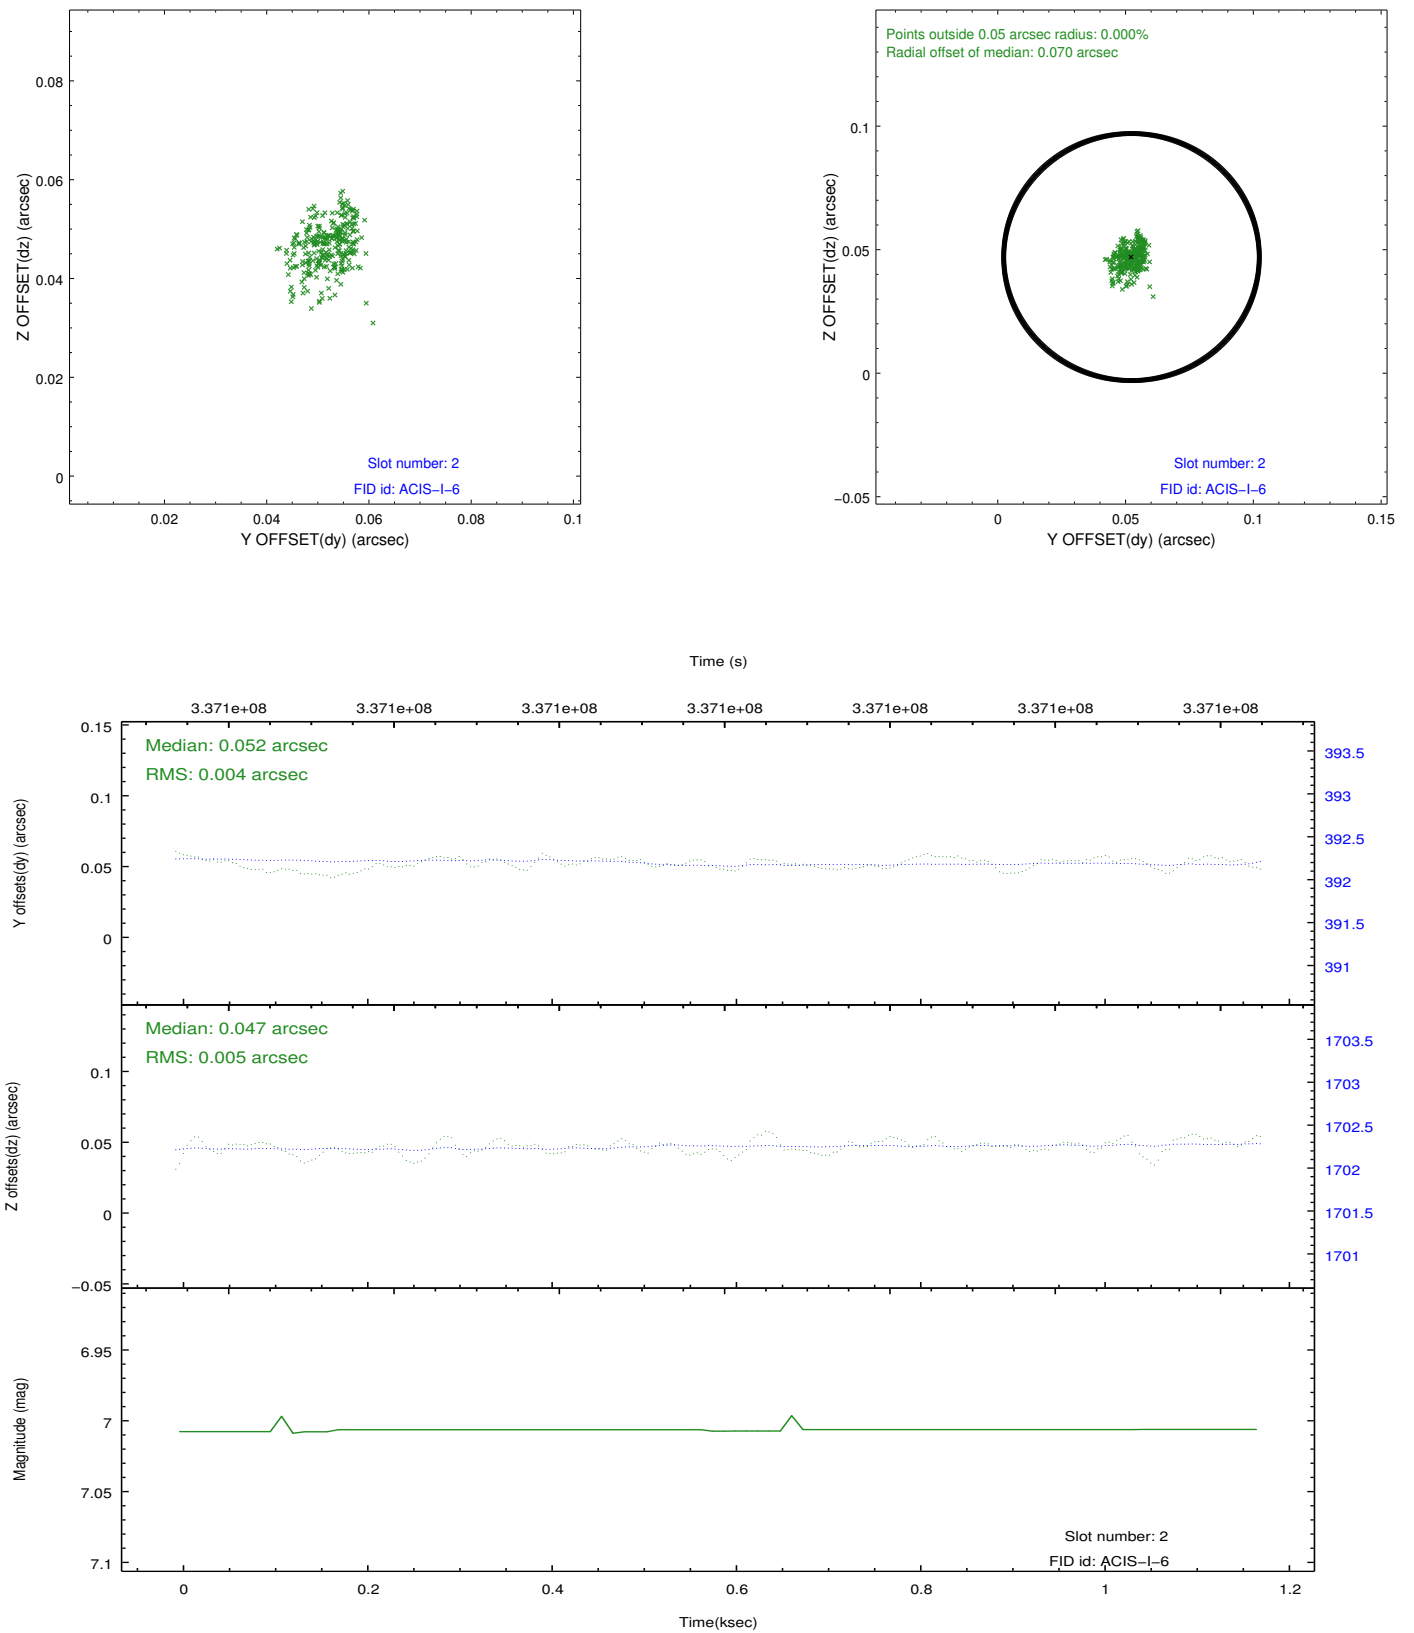 0.08
0.06
0.04
0.02
0
Z OFFSET(dz) (arcsec)
Slot number: 2
FID id: ACIS−I−6
0.02 0.04 0.06 0.08 0.1
Y OFFSET(dy) (arcsec)
Points outside 0.05 arcsec radius: 0.000%
Radial offset of median: 0.070 arcsec
0.1
0.05
0
−0.05
Z OFFSET(dz) (arcsec)
Slot number: 2
FID id: ACIS−I−6
0 0.05 0.1 0.15
Y OFFSET(dy) (arcsec)
Time (s)
3.371e+08 3.371e+08 3.371e+08 3.371e+08 3.371e+08 3.371e+08 3.371e+08
Median: 0.052 arcsec
RMS: 0.004 arcsec
0.15
0.1
0.05
0
Y offsets(dy) (arcsec)
393.5
393
392.5
392
391.5
391
Median: 0.047 arcsec
RMS: 0.005 arcsec
0.1
0.05
0
−0.05
Z offsets(dz) (arcsec)
1703.5
1703
1702.5
1702
1701.5
1701
6.95
7
7.05
7.1
Magnitude (mag)
Slot number: 2
FID id: ACIS−I−6
0 0.2 0.4 0.6 0.8 1 1.2
Time(ksec)